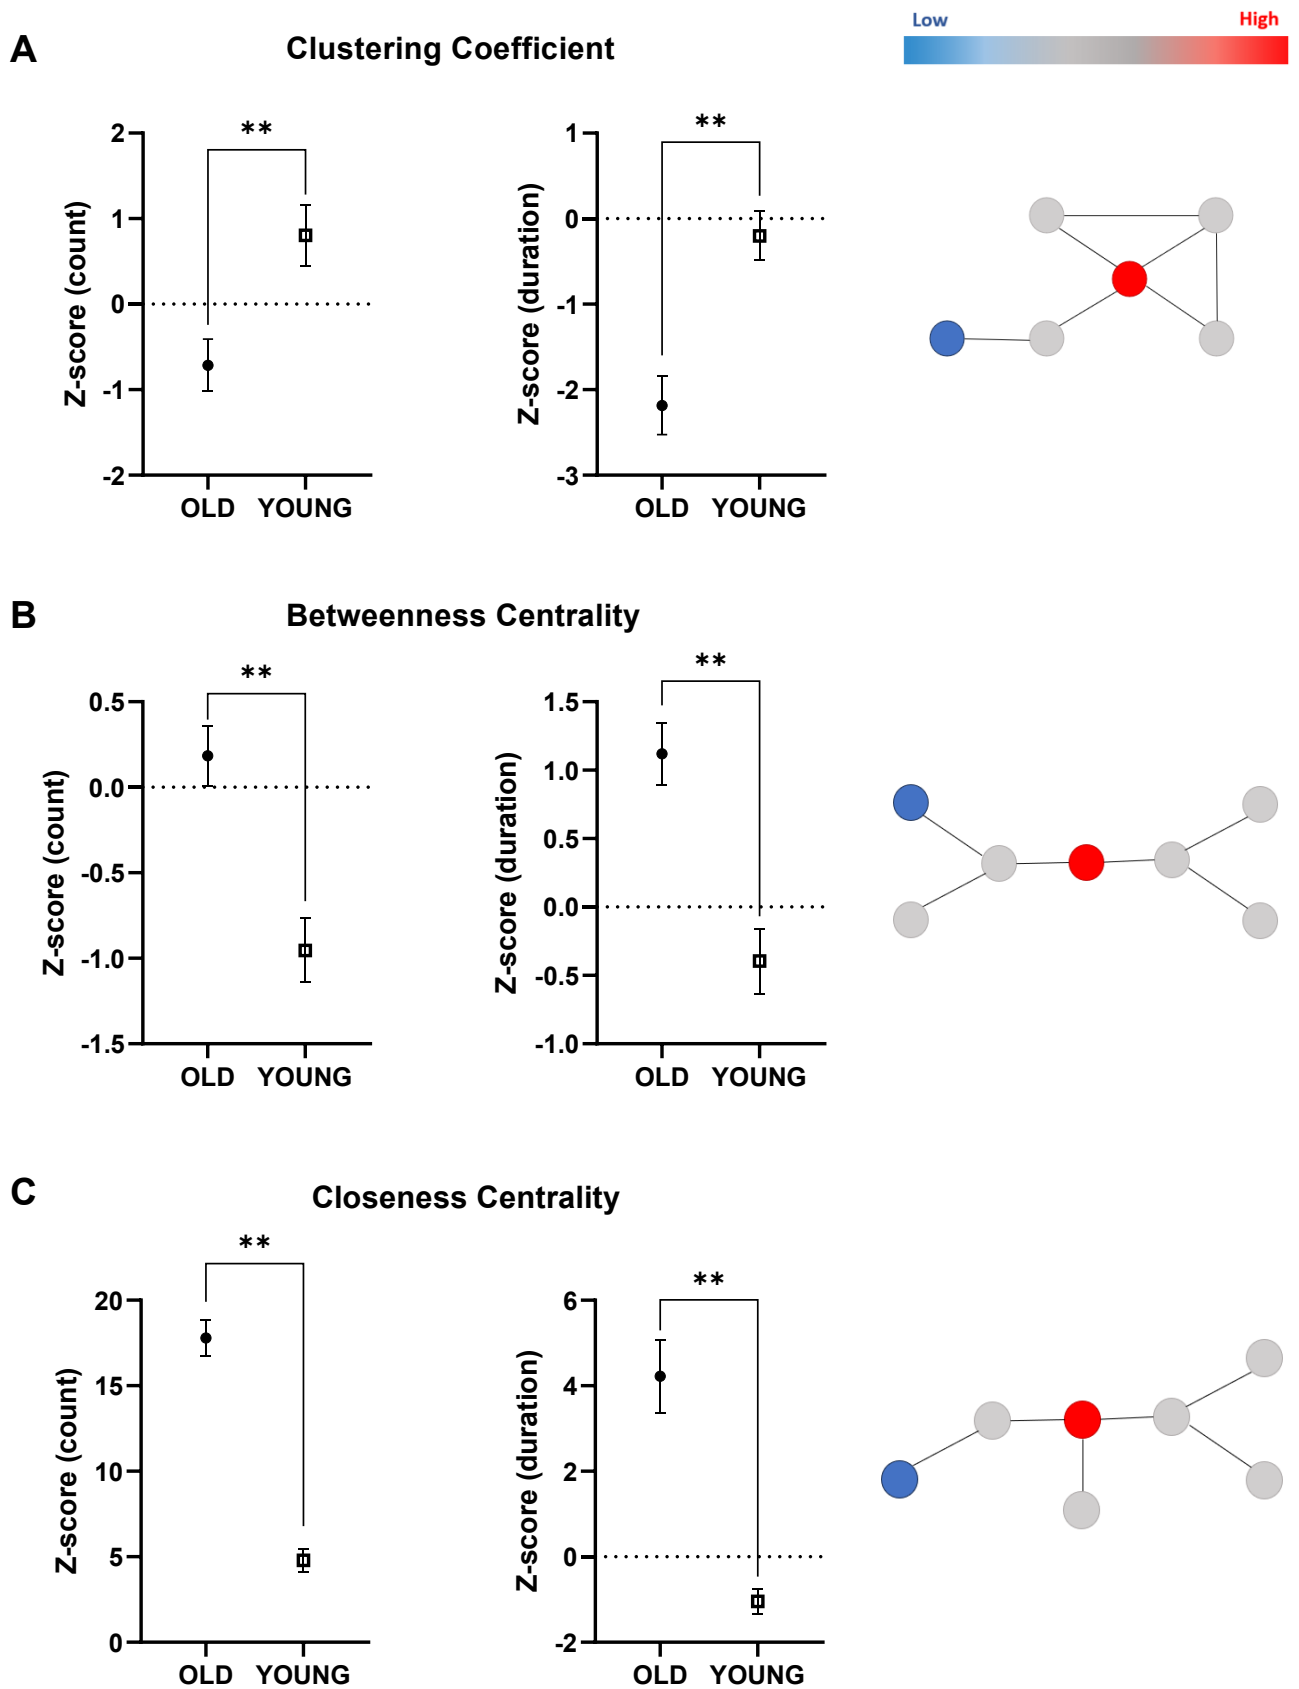 Low High
A Clustering Coefficient
** **
2 1
1 0
0 -1
-1 -2
-2 -3
Z-score (count) Z-score (duration)
OLD YOUNG OLD YOUNG
B Betweenness Centrality
** **
0.5 1.5
0.0 1.0
-0.5 0.5
-1.0 0.0
-1.5 -0.5
-1.0
Z-score (count) Z-score (duration)
OLD YOUNG OLD YOUNG
C Closeness Centrality
** **
20 6
15 4
10 2
5 0
0 -2
Z-score (count) Z-score (duration)
OLD YOUNG OLD YOUNG